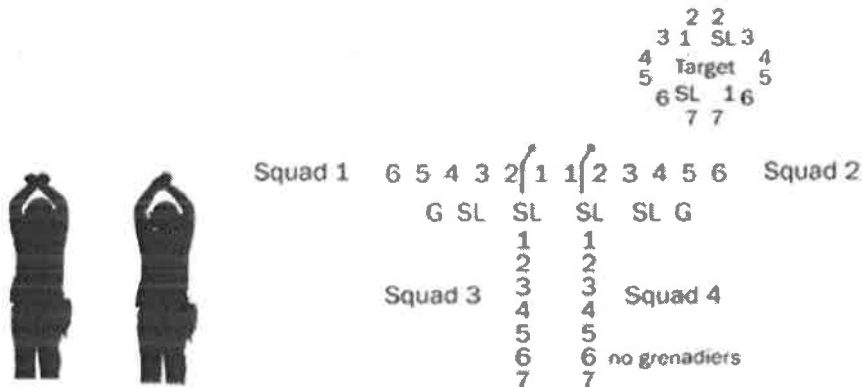 2 2
3 1 SL 3
4 4
Target
5 5
6 SL 1 6
7 7
Squad 1 6 5 4 3 2 1 1 2 3 4 5 6 Squad 2
G SL SL SL SL G
1 1
2 2
Squad 3 3 3 Squad 4
4 4
5 5
6 6 no grenadiers
7 7